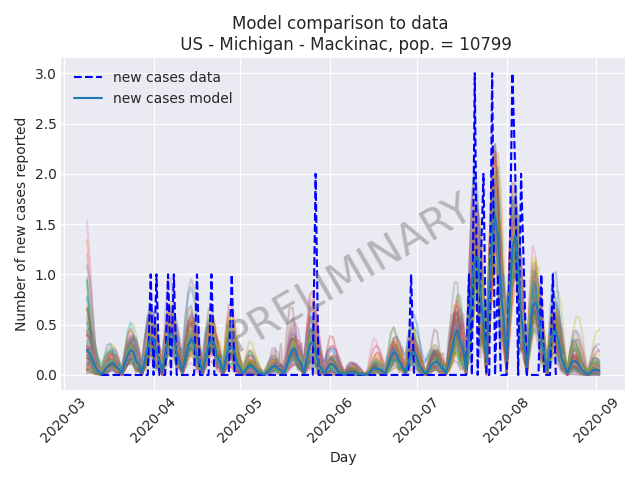 Model comparison to data
US - Michigan - Mackinac, pop. = 10799
new cases data
new cases model
Number of new cases reported
3.0
2.5
2.0
1.5
1.0
0.5
0.0
PRELIMINARY
2020-03
2020-04
2020-05
2020-06
2020-07
2020-08
2020-09
Day